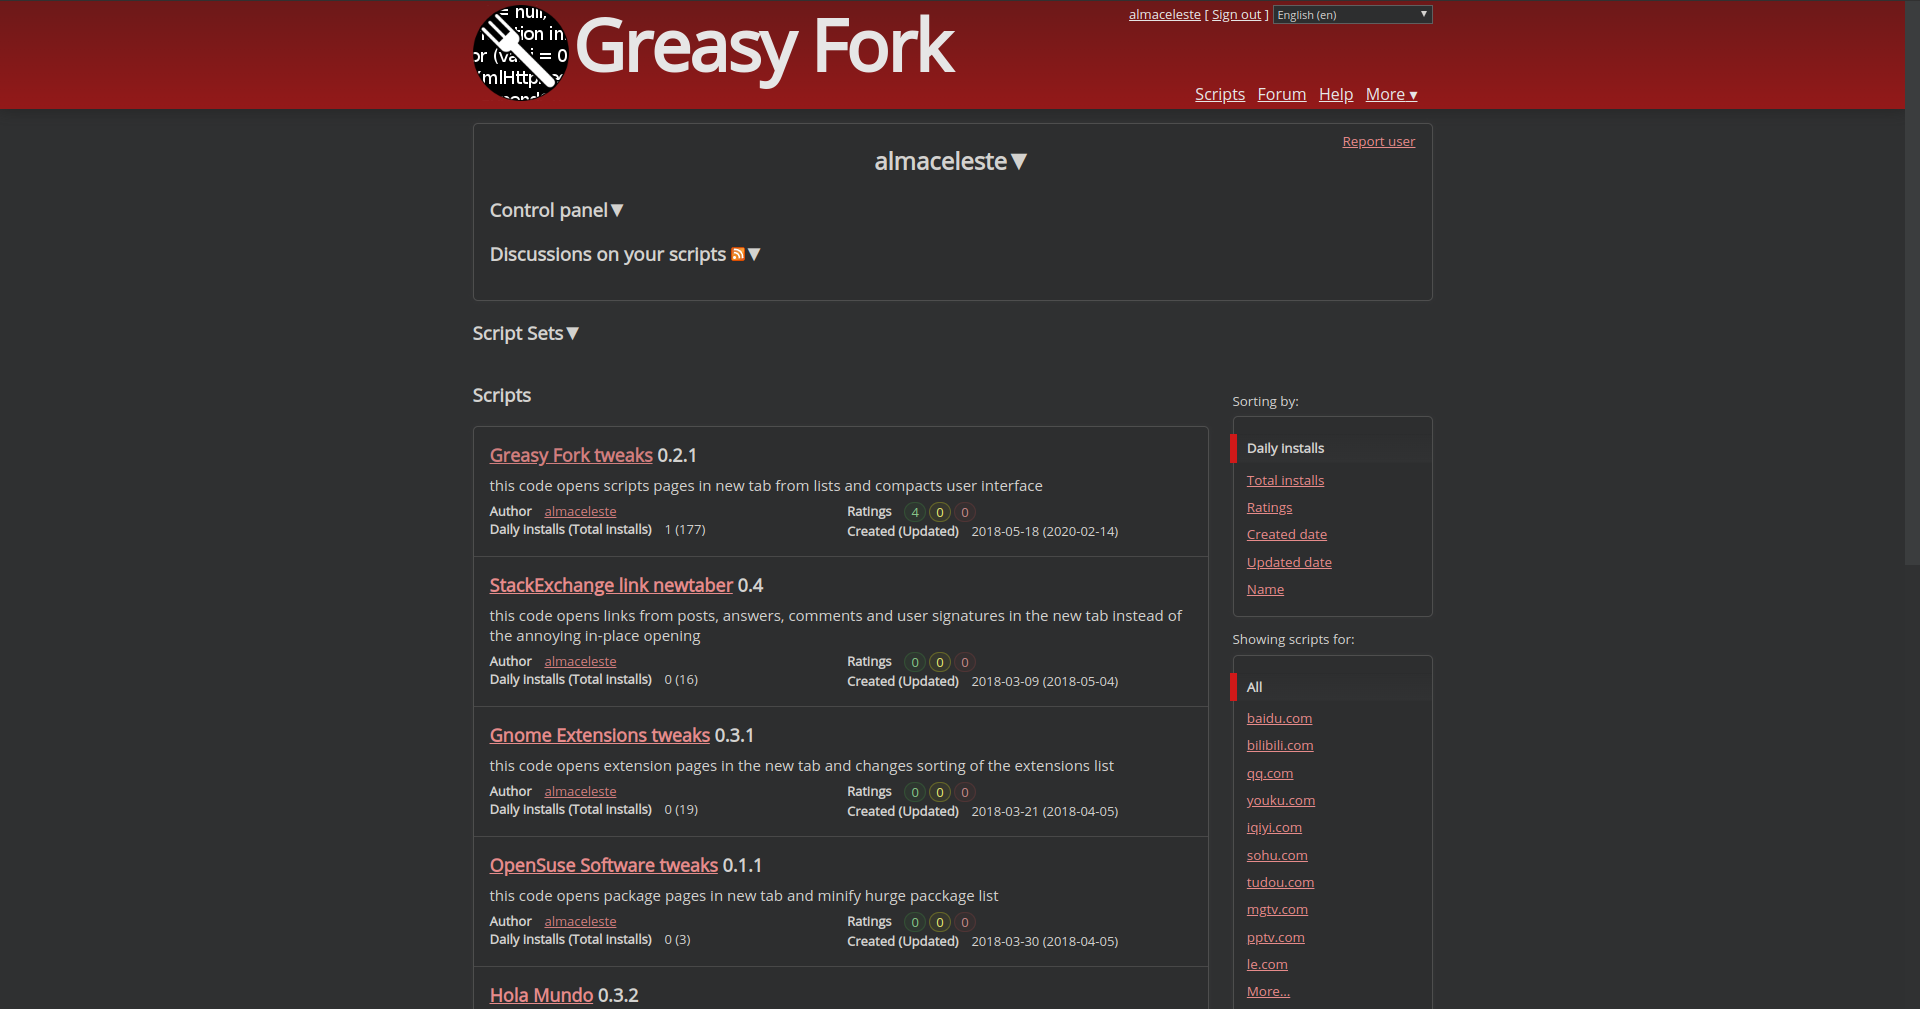 = null,
tion in
or (va i = 0
mlHttp
Greasy Fork
almaceleste [ Sign out ] English (en) ▼
Scripts Forum Help More ▾
Report user
almaceleste▼
Control panel▼
Discussions on your scripts ▼
Script Sets▼
Scripts
Greasy Fork tweaks 0.2.1
this code opens scripts pages in new tab from lists and compacts user interface
Author almaceleste
Daily installs (Total installs) 1 (177)
Ratings 4 0 0
Created (Updated) 2018-05-18 (2020-02-14)
StackExchange link newtaber 0.4
this code opens links from posts, answers, comments and user signatures in the new tab instead of
the annoying in-place opening
Author almaceleste
Daily installs (Total installs) 0 (16)
Ratings 0 0 0
Created (Updated) 2018-03-09 (2018-05-04)
Gnome Extensions tweaks 0.3.1
this code opens extension pages in the new tab and changes sorting of the extensions list
Author almaceleste
Daily installs (Total installs) 0 (19)
Ratings 0 0 0
Created (Updated) 2018-03-21 (2018-04-05)
OpenSuse Software tweaks 0.1.1
this code opens package pages in new tab and minify hurge pacckage list
Author almaceleste
Daily installs (Total installs) 0 (3)
Ratings 0 0 0
Created (Updated) 2018-03-30 (2018-04-05)
Hola Mundo 0.3.2
Sorting by:
Daily installs
Total installs
Ratings
Created date
Updated date
Name
Showing scripts for:
All
baidu.com
bilibili.com
qq.com
youku.com
iqiyi.com
sohu.com
tudou.com
mgtv.com
pptv.com
le.com
More...